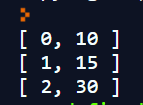 >
[ 0, 10 ]
[ 1, 15 ]
[ 2, 30 ]